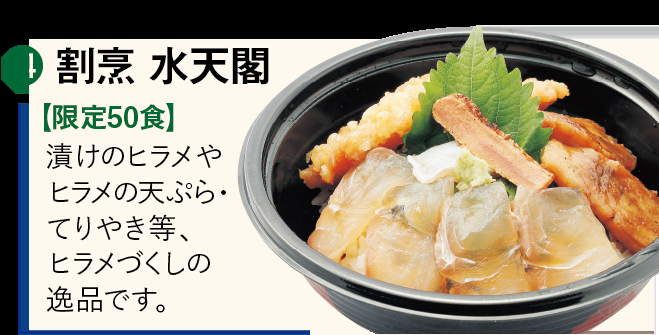 割烹 水天閣
【限定50食】
漬けのヒラメや
ヒラメの天ぷら・
てりやき等、
ヒラメづくしの
逸品です。